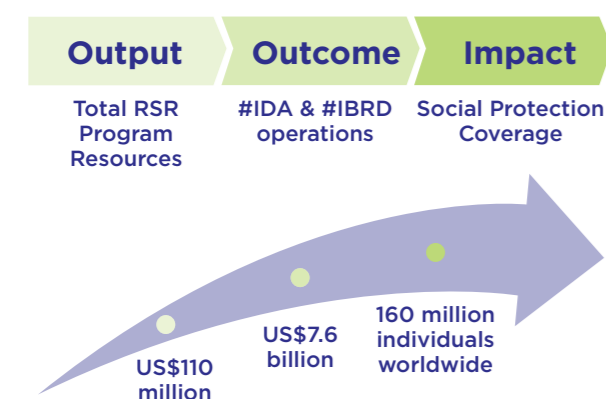 Output
Outcome
Impact
Total RSR
Program
Resources
#IDA & #IBRD
operations
Social Protection
Coverage
US$110
million
US$7.6
billion
160 million
individuals
worldwide